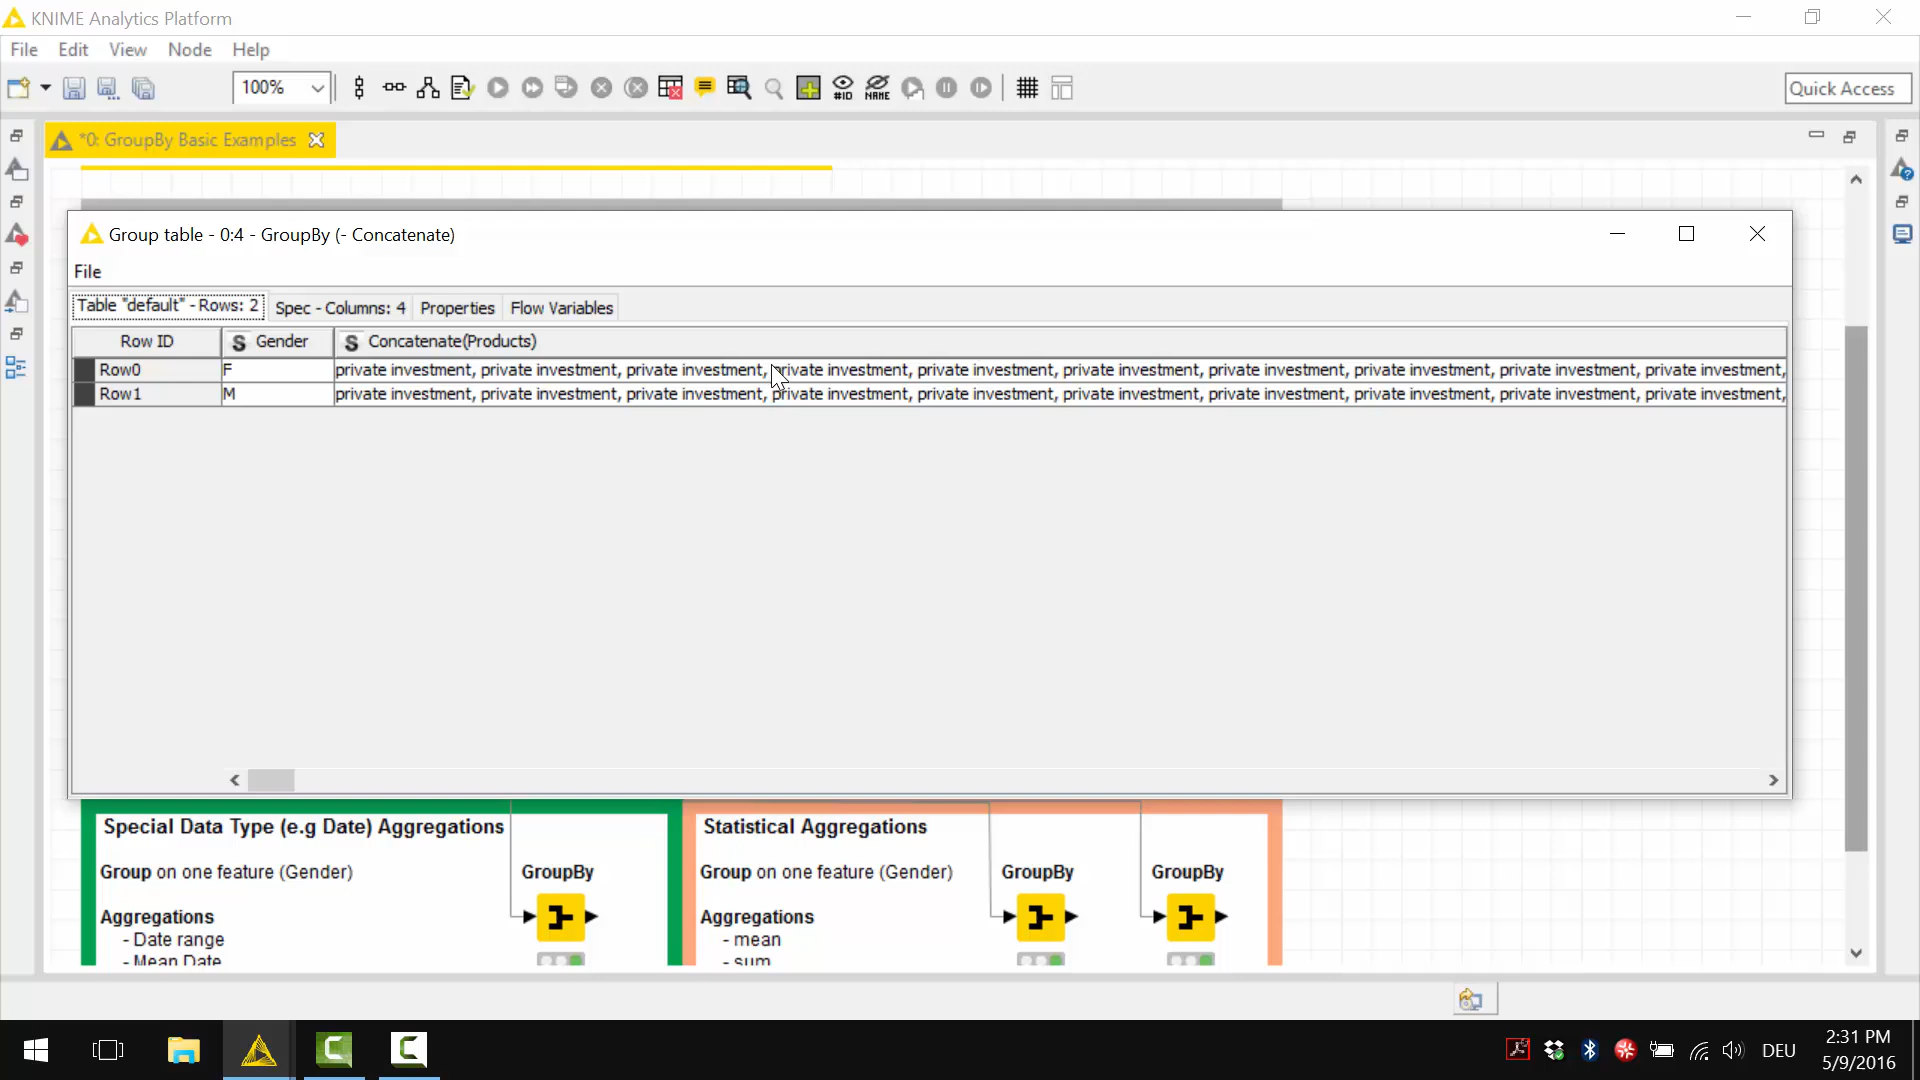 KNIME Analytics Platform
File Edit View Node Help
100%
#ID NAME
Quick Access
*0: GroupBy Basic Examples
Group table - 0:4 - GroupBy (- Concatenate)
File
Table "default" - Rows: 2 Spec - Columns: 4 Properties Flow Variables
Row ID S Gender S Concatenate(Products)
Row0 F private investment, private investment, private investment, private investment, private investment, private investment, private investment, private investment, private investment, private investment,
Row1 M private investment, private investment, private investment, private investment, private investment, private investment, private investment, private investment, private investment, private investment,
Special Data Type (e.g Date) Aggregations
Group on one feature (Gender)
GroupBy
Aggregations
- Date range
- Mean Date
Statistical Aggregations
Group on one feature (Gender)
GroupBy GroupBy
Aggregations
- mean
- sum
DEU
2:31 PM
5/9/2016